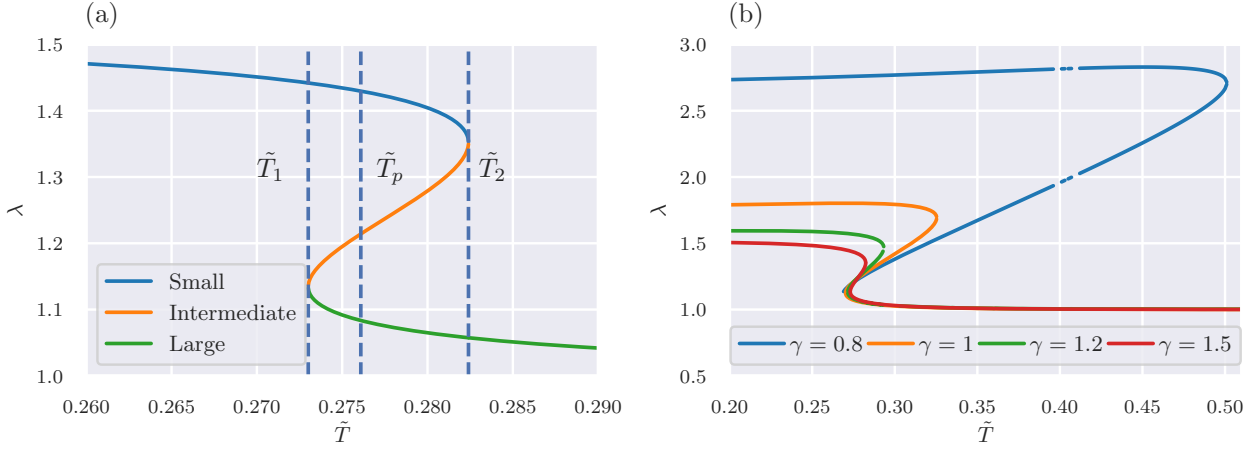 (a)
1.5
1.4
1.3
1.2
1.1
1.0
λ
T̃₁
T̃ₚ
T̃₂
Small
Intermediate
Large
0.260 0.265 0.270 0.275 0.280 0.285 0.290
T̃
(b)
3.0
2.5
2.0
1.5
1.0
0.5
λ
γ = 0.8 γ = 1 γ = 1.2 γ = 1.5
0.20 0.25 0.30 0.35 0.40 0.45 0.50
T̃